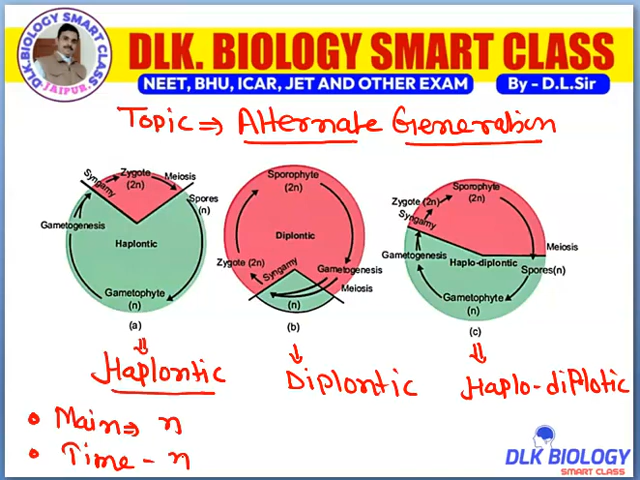 DLK. BIOLOGY SMART CLASS
DLK. BIOLOGY SMART CLASS
JAIPUR
NEET, BHU, ICAR, JET AND OTHER EXAM
By - D.L.Sir
Topic ⇒ Alternate Generation
Syngamy
Zygote
(2n)
Meiosis
Spores
(n)
Gametogenesis
Haplontic
Gametophyte
(n)
(a)
Sporophyte
(2n)
Diplontic
Zygote (2n)
Syngamy
Gametogenesis
Meiosis
(n)
(b)
Sporophyte
(2n)
Zygote (2n)
Syngamy
Meiosis
Gametogenesis
Haplo-diplontic
Spores(n)
Gametophyte
(n)
(c)
Haplontic
Diplontic
Haplo-diplotic
• Main ⇒ n
• Time - n
DLK BIOLOGY
SMART CLASS